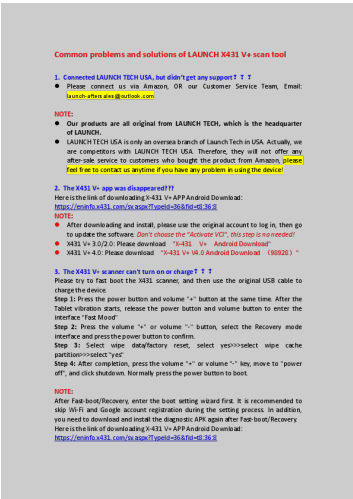 Common problems and solutions of LAUNCH X431 V+ scan tool
1. Connected LAUNCH TECH USA, but didn't get any support???
● Please connect us via Amazon, OR our Customer Service Team, Email:
launch-aftersales@outlook.com
NOTE:
● Our products are all original from LAUNCH TECH, which is the headquarter
of LAUNCH.
● LAUNCH TECH USA is only an oversea branch of Launch Tech in USA. Actually, we
are competitors with LAUNCH TECH USA. Therefore, they will not offer any
after-sale service to customers who bought the product from Amazon, please
feel free to contact us anytime if you have any problem in using the device!
2. The X431 V+ app was disappeared???
Here is the link of downloading X-431 V+ APP Android Download:
https://eninfo.x431.com/sv.aspx?TypeId=36&fid=t8:36:8
NOTE:
● After downloading and install, please use the original account to log in, then go
to update the software. Don't choose the "Activate VCI", this step is no needed!
● X431 V+ 3.0/2.0: Please download "X-431 V+ Android Download"
● X431 V+ 4.0: Please download "X-431 V+ V4.0 Android Download （98928）"
3. The X431 V+ scanner can't turn on or charge???
Please try to fast boot the X431 scanner, and then use the original USB cable to
charge the device.
Step 1: Press the power button and volume "+" button at the same time. After the
Tablet vibration starts, release the power button and volume button to enter the
interface "Fast Mood"
Step 2: Press the volume "+" or volume "-" button, select the Recovery mode
interface and press the power button to confirm.
Step 3: Select wipe data/factory reset, select yes>>>select wipe cache
partition>>>select "yes"
Step 4: After completion, press the volume "+" or volume "-" key, move to "power
off", and click shutdown. Normally press the power button to boot.
NOTE:
After Fast-boot/Recovery, enter the boot setting wizard first. It is recommended to
skip Wi-Fi and Google account registration during the setting process. In addition,
you need to download and install the diagnostic APK again after Fast-boot/Recovery.
Here is the link of downloading X-431 V+ APP Android Download:
https://eninfo.x431.com/sv.aspx?TypeId=36&fid=t8:36:8